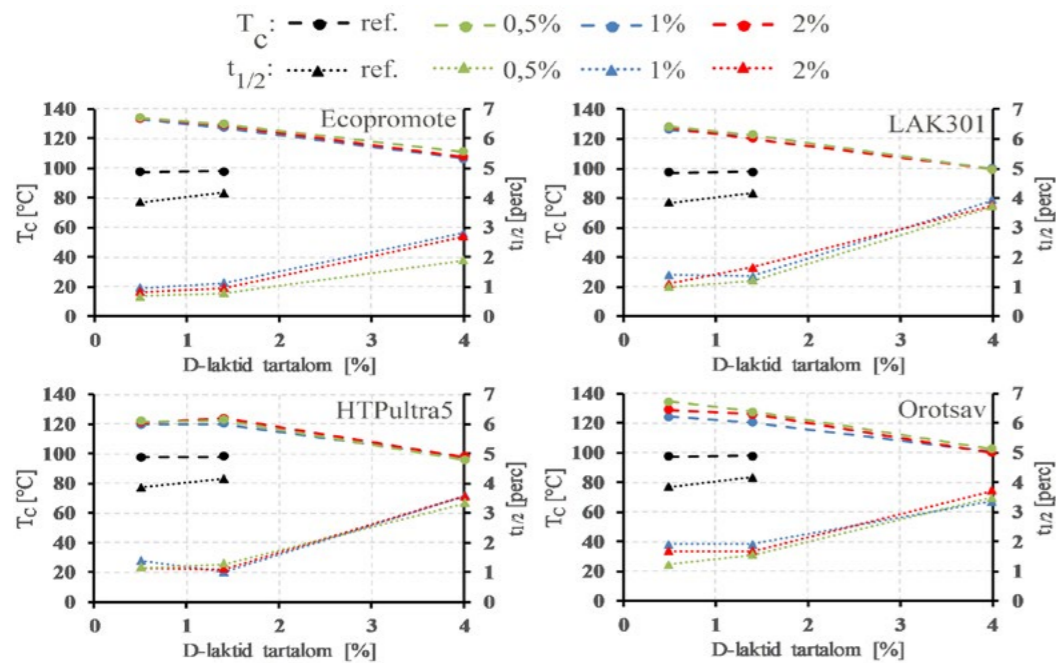 T_c: ref. 0,5% 1% 2%
t_1/2: ref. 0,5% 1% 2%
Ecopromote
140 120 100 80 60 40 20 0
T_C [°C]
7 6 5 4 3 2 1 0
t1/2 [perc]
0 1 2 3 4
D-laktid tartalom [%]
LAK301
140 120 100 80 60 40 20 0
T_C [°C]
7 6 5 4 3 2 1 0
t1/2 [perc]
0 1 2 3 4
D-laktid tartalom [%]
HTPultra5
140 120 100 80 60 40 20 0
T_C [°C]
7 6 5 4 3 2 1 0
t1/2 [perc]
0 1 2 3 4
D-laktid tartalom [%]
Orotsav
140 120 100 80 60 40 20 0
T_C [°C]
7 6 5 4 3 2 1 0
t1/2 [perc]
0 1 2 3 4
D-laktid tartalom [%]